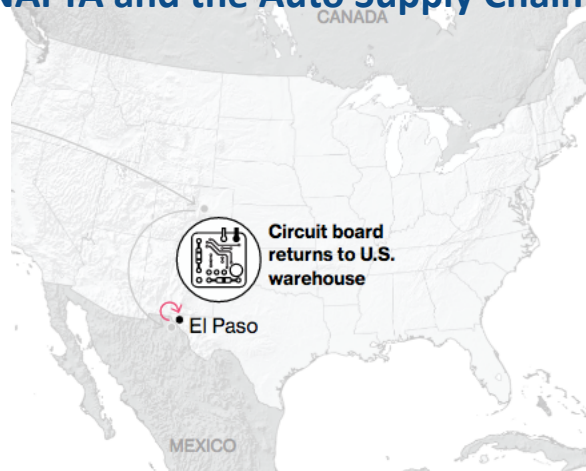 NAFTA and the Auto Supply Chain
CANADA
Circuit board
returns to U.S.
warehouse
El Paso
MEXICO